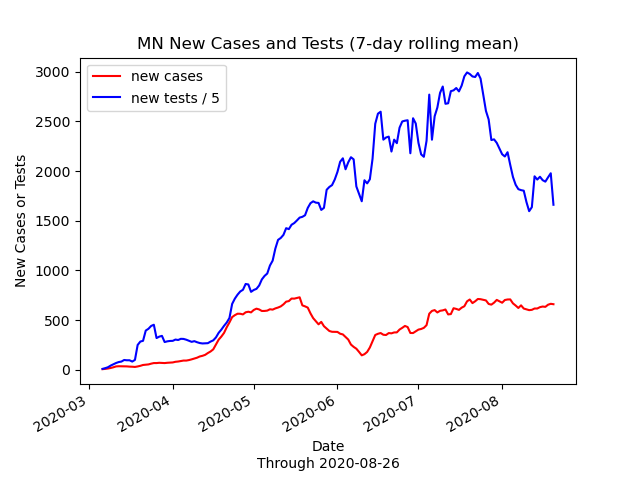 MN New Cases and Tests (7-day rolling mean)
new cases
new tests / 5
New Cases or Tests
3000
2500
2000
1500
1000
500
0
2020-03
2020-04
2020-05
2020-06
2020-07
2020-08
Date
Through 2020-08-26